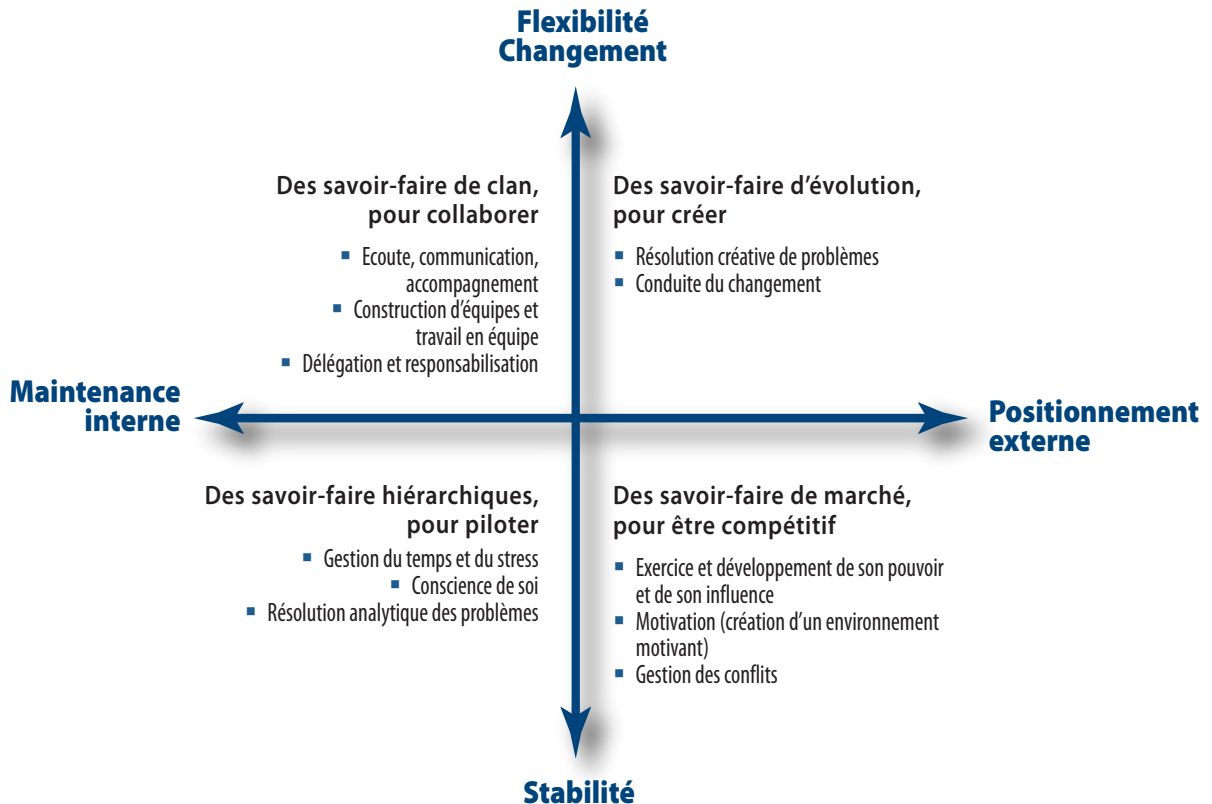 Flexibilité
Changement
Des savoir-faire de clan,
pour collaborer
▪ Ecoute, communication,
accompagnement
▪ Construction d'équipes et
travail en équipe
▪ Délégation et responsabilisation
Des savoir-faire d'évolution,
pour créer
▪ Résolution créative de problèmes
▪ Conduite du changement
Maintenance
interne
Positionnement
externe
Des savoir-faire hiérarchiques,
pour piloter
▪ Gestion du temps et du stress
▪ Conscience de soi
▪ Résolution analytique des problèmes
Des savoir-faire de marché,
pour être compétitif
▪ Exercice et développement de son pouvoir
et de son influence
▪ Motivation (création d'un environnement
motivant)
▪ Gestion des conflits
Stabilité